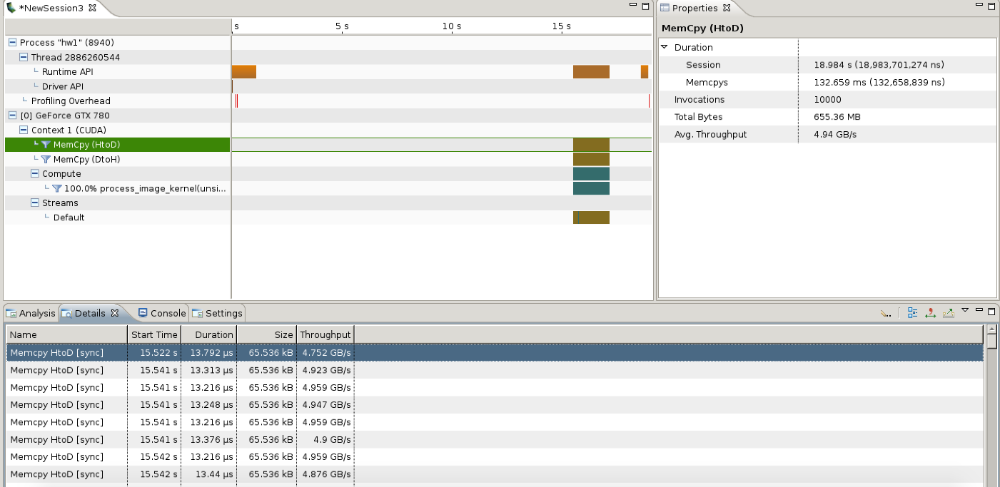 *NewSession3
s 5 s 10 s 15 s
Process "hw1" (8940)
Thread 2886260544
Runtime API
Driver API
Profiling Overhead
[0] GeForce GTX 780
Context 1 (CUDA)
MemCpy (HtoD)
MemCpy (DtoH)
Compute
100.0% process_image_kernel(unsi...
Streams
Default
Properties
MemCpy (HtoD)
Duration
Session 18.984 s (18,983,701,274 ns)
Memcpys 132.659 ms (132,658,839 ns)
Invocations 10000
Total Bytes 655.36 MB
Avg. Throughput 4.94 GB/s
Analysis Details Console Settings
Name Start Time Duration Size Throughput
Memcpy HtoD [sync] 15.522 s 13.792 µs 65.536 kB 4.752 GB/s
Memcpy HtoD [sync] 15.541 s 13.313 µs 65.536 kB 4.923 GB/s
Memcpy HtoD [sync] 15.541 s 13.216 µs 65.536 kB 4.959 GB/s
Memcpy HtoD [sync] 15.541 s 13.248 µs 65.536 kB 4.947 GB/s
Memcpy HtoD [sync] 15.541 s 13.216 µs 65.536 kB 4.959 GB/s
Memcpy HtoD [sync] 15.541 s 13.376 µs 65.536 kB 4.9 GB/s
Memcpy HtoD [sync] 15.542 s 13.216 µs 65.536 kB 4.959 GB/s
Memcpy HtoD [sync] 15.542 s 13.44 µs 65.536 kB 4.876 GB/s